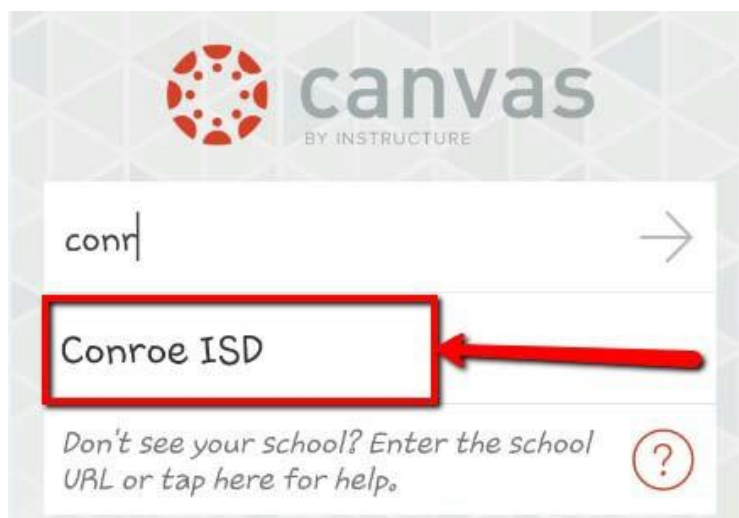 canvas
BY INSTRUCTURE
conr
Conroe ISD
Don't see your school? Enter the school
URL or tap here for help.
?